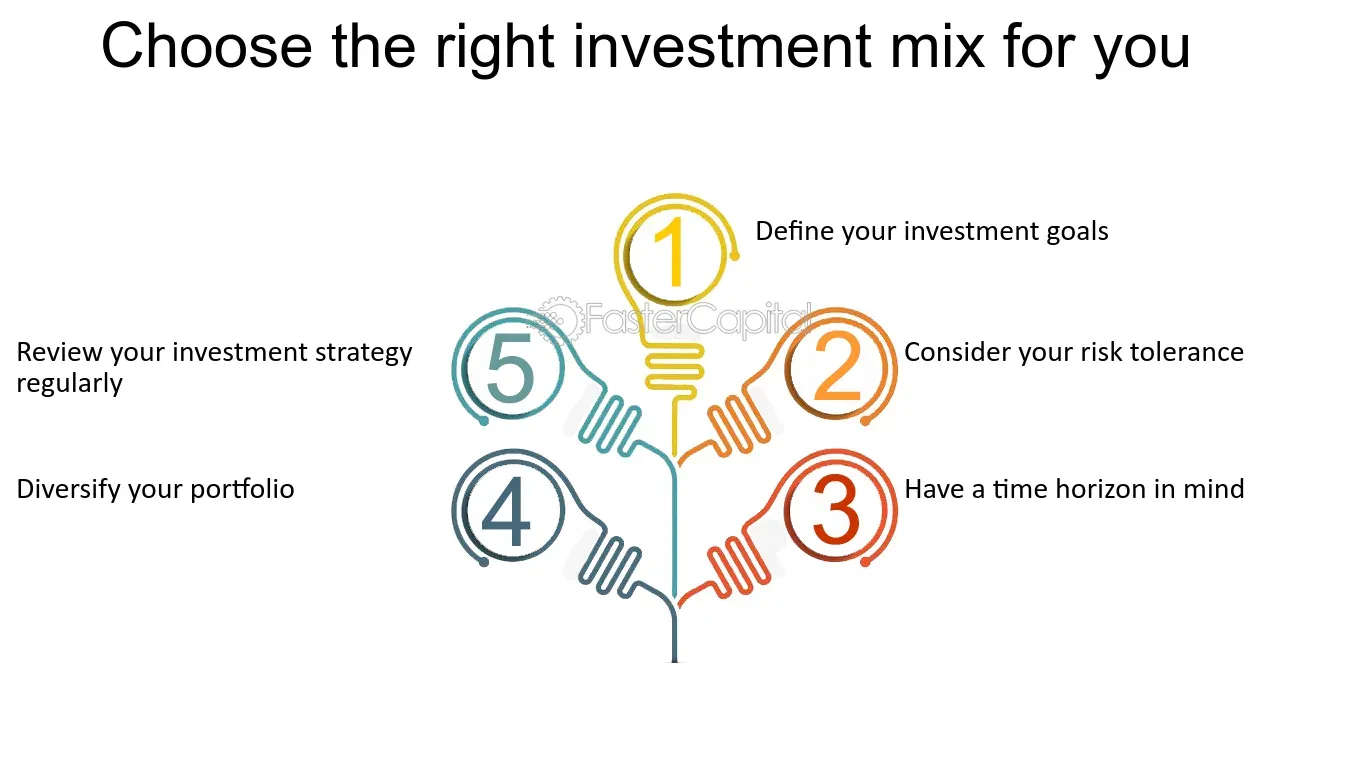 Choose the right investment mix for you
1
Define your investment goals
FasterCapital
5
2
Review your investment strategy
regularly
Consider your risk tolerance
4
3
Diversify your portfolio
Have a time horizon in mind